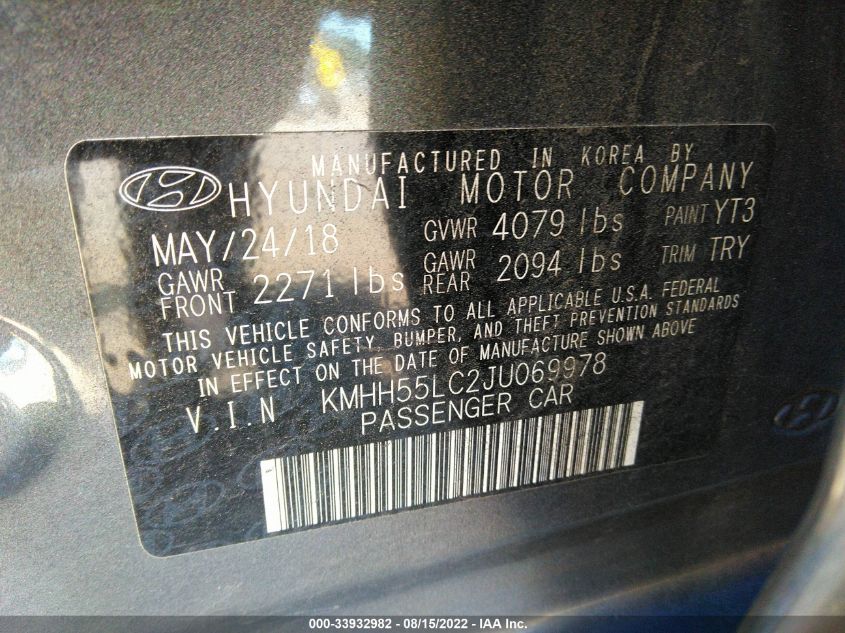 MANUFACTURED IN KOREA BY
HYUNDAI MOTOR COMPANY
MAY/24/18 GVWR 4079 lbs PAINT YT3
GAWR FRONT 2271 lbs GAWR REAR 2094 lbs TRIM TRY
THIS VEHICLE CONFORMS TO ALL APPLICABLE U.S.A. FEDERAL
MOTOR VEHICLE SAFETY, BUMPER, AND THEFT PREVENTION STANDARDS
IN EFFECT ON THE DATE OF MANUFACTURE SHOWN ABOVE
V.I.N KMHH55LC2JU069978
PASSENGER CAR
000-33932982 - 08/15/2022 - IAA Inc.